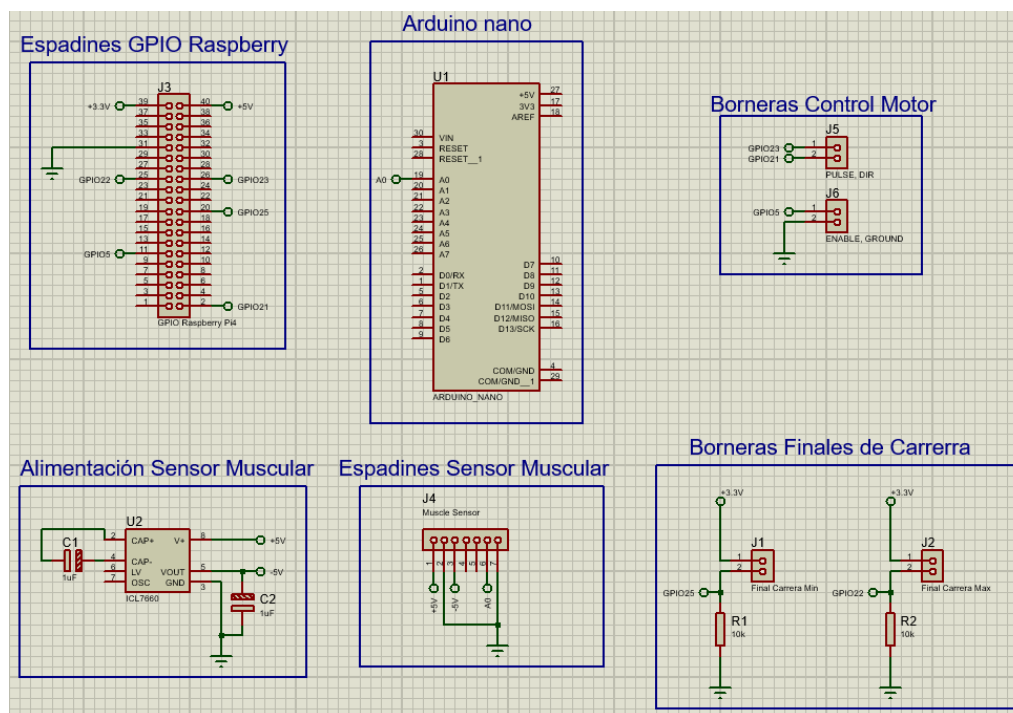 Espadines GPIO Raspberry
J3
+3.3V 39 40 +5V
37 38
35 36
33 34
31 32
29 30
27 28
GPIO22 25 26 GPIO23
23 24
21 22
19 20 GPIO25
17 18
15 16
13 14
GPIO5 11 12
9 10
7 8
5 6
3 4
1 2 GPIO21
GPIO Raspberry Pi4
Arduino nano
U1
+5V 27
3V3 17
AREF 18
30 VIN
3 RESET
28 RESET__1
A0 19 A0
20 A1
21 A2
22 A3
23 A4
24 A5
25 A6
26 A7
2 D0/RX
1 D1/TX
5 D2
6 D3
7 D4
8 D5
9 D6
D7 10
D8 11
D9 12
D10 13
D11/MOSI 14
D12/MISO 15
D13/SCK 16
COM/GND 4
COM/GND__1 29
ARDUINO_NANO
Borneras Control Motor
J5
GPIO23 1
GPIO21 2
PULSE, DIR
J6
GPIO5 1
2
ENABLE, GROUND
Alimentación Sensor Muscular
U2
C1
1uF
2 CAP+ V+ 8 +5V
4 CAP-
6 LV VOUT 5 -5V
7 OSC GND 3
ICL7660
C2
1uF
Espadines Sensor Muscular
J4
Muscle Sensor
1 2 3 4 5 6 7
+5V -5V A0
Borneras Finales de Carrerra
+3.3V
J1
1
2
Final Carrera Min
GPIO25
R1
10k
+3.3V
J2
1
2
Final Carrera Max
GPIO22
R2
10k